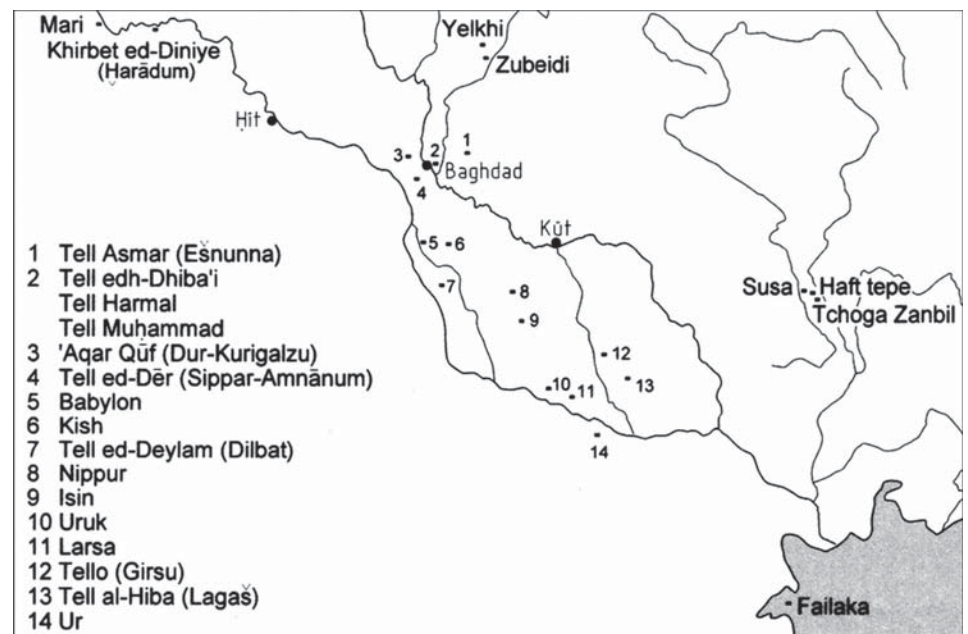 Mari
Khirbet ed-Diniye
(Ḫarādum)
Yelkhi
Zubeidi
Ḥīt
1
3
2
Baghdad
4
Kūt
5
6
7
8
9
Susa
Haft tepe
Tchoga Zanbil
12
13
10
11
14
Failaka
1 Tell Asmar (Ešnunna)
2 Tell edh-Dhiba'i
Tell Harmal
Tell Muḥammad
3 'Aqar Qūf (Dur-Kurigalzu)
4 Tell ed-Dēr (Sippar-Amnānum)
5 Babylon
6 Kish
7 Tell ed-Deylam (Dilbat)
8 Nippur
9 Isin
10 Uruk
11 Larsa
12 Tello (Girsu)
13 Tell al-Hiba (Lagaš)
14 Ur